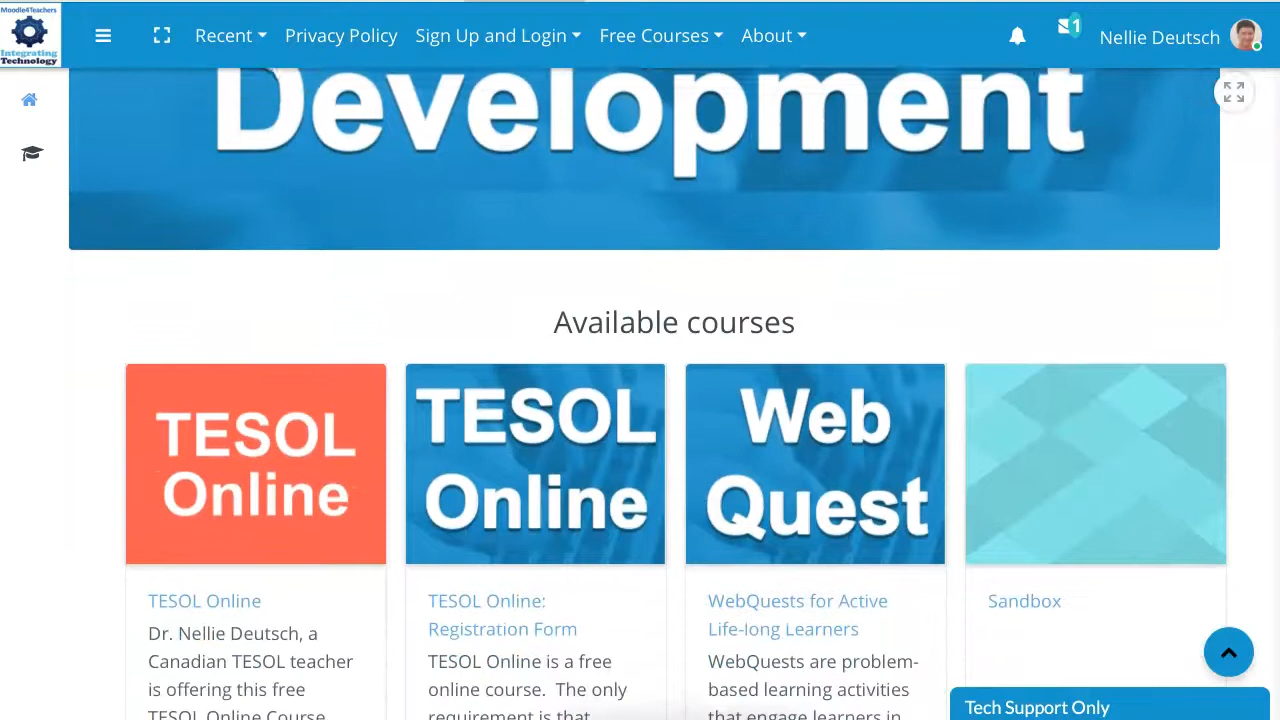 Moodle4Teachers
Integrating
Technology
Recent
Privacy Policy
Sign Up and Login
Free Courses
About
1
Nellie Deutsch
Development
Available courses
TESOL
Online
TESOL
Online
Web
Quest
TESOL Online
Dr. Nellie Deutsch, a
Canadian TESOL teacher
is offering this free
TESOL Online Course
TESOL Online:
Registration Form
TESOL Online is a free
online course. The only
requirement is that
WebQuests for Active
Life-long Learners
WebQuests are problem-
based learning activities
that engage learners in
Sandbox
Tech Support Only